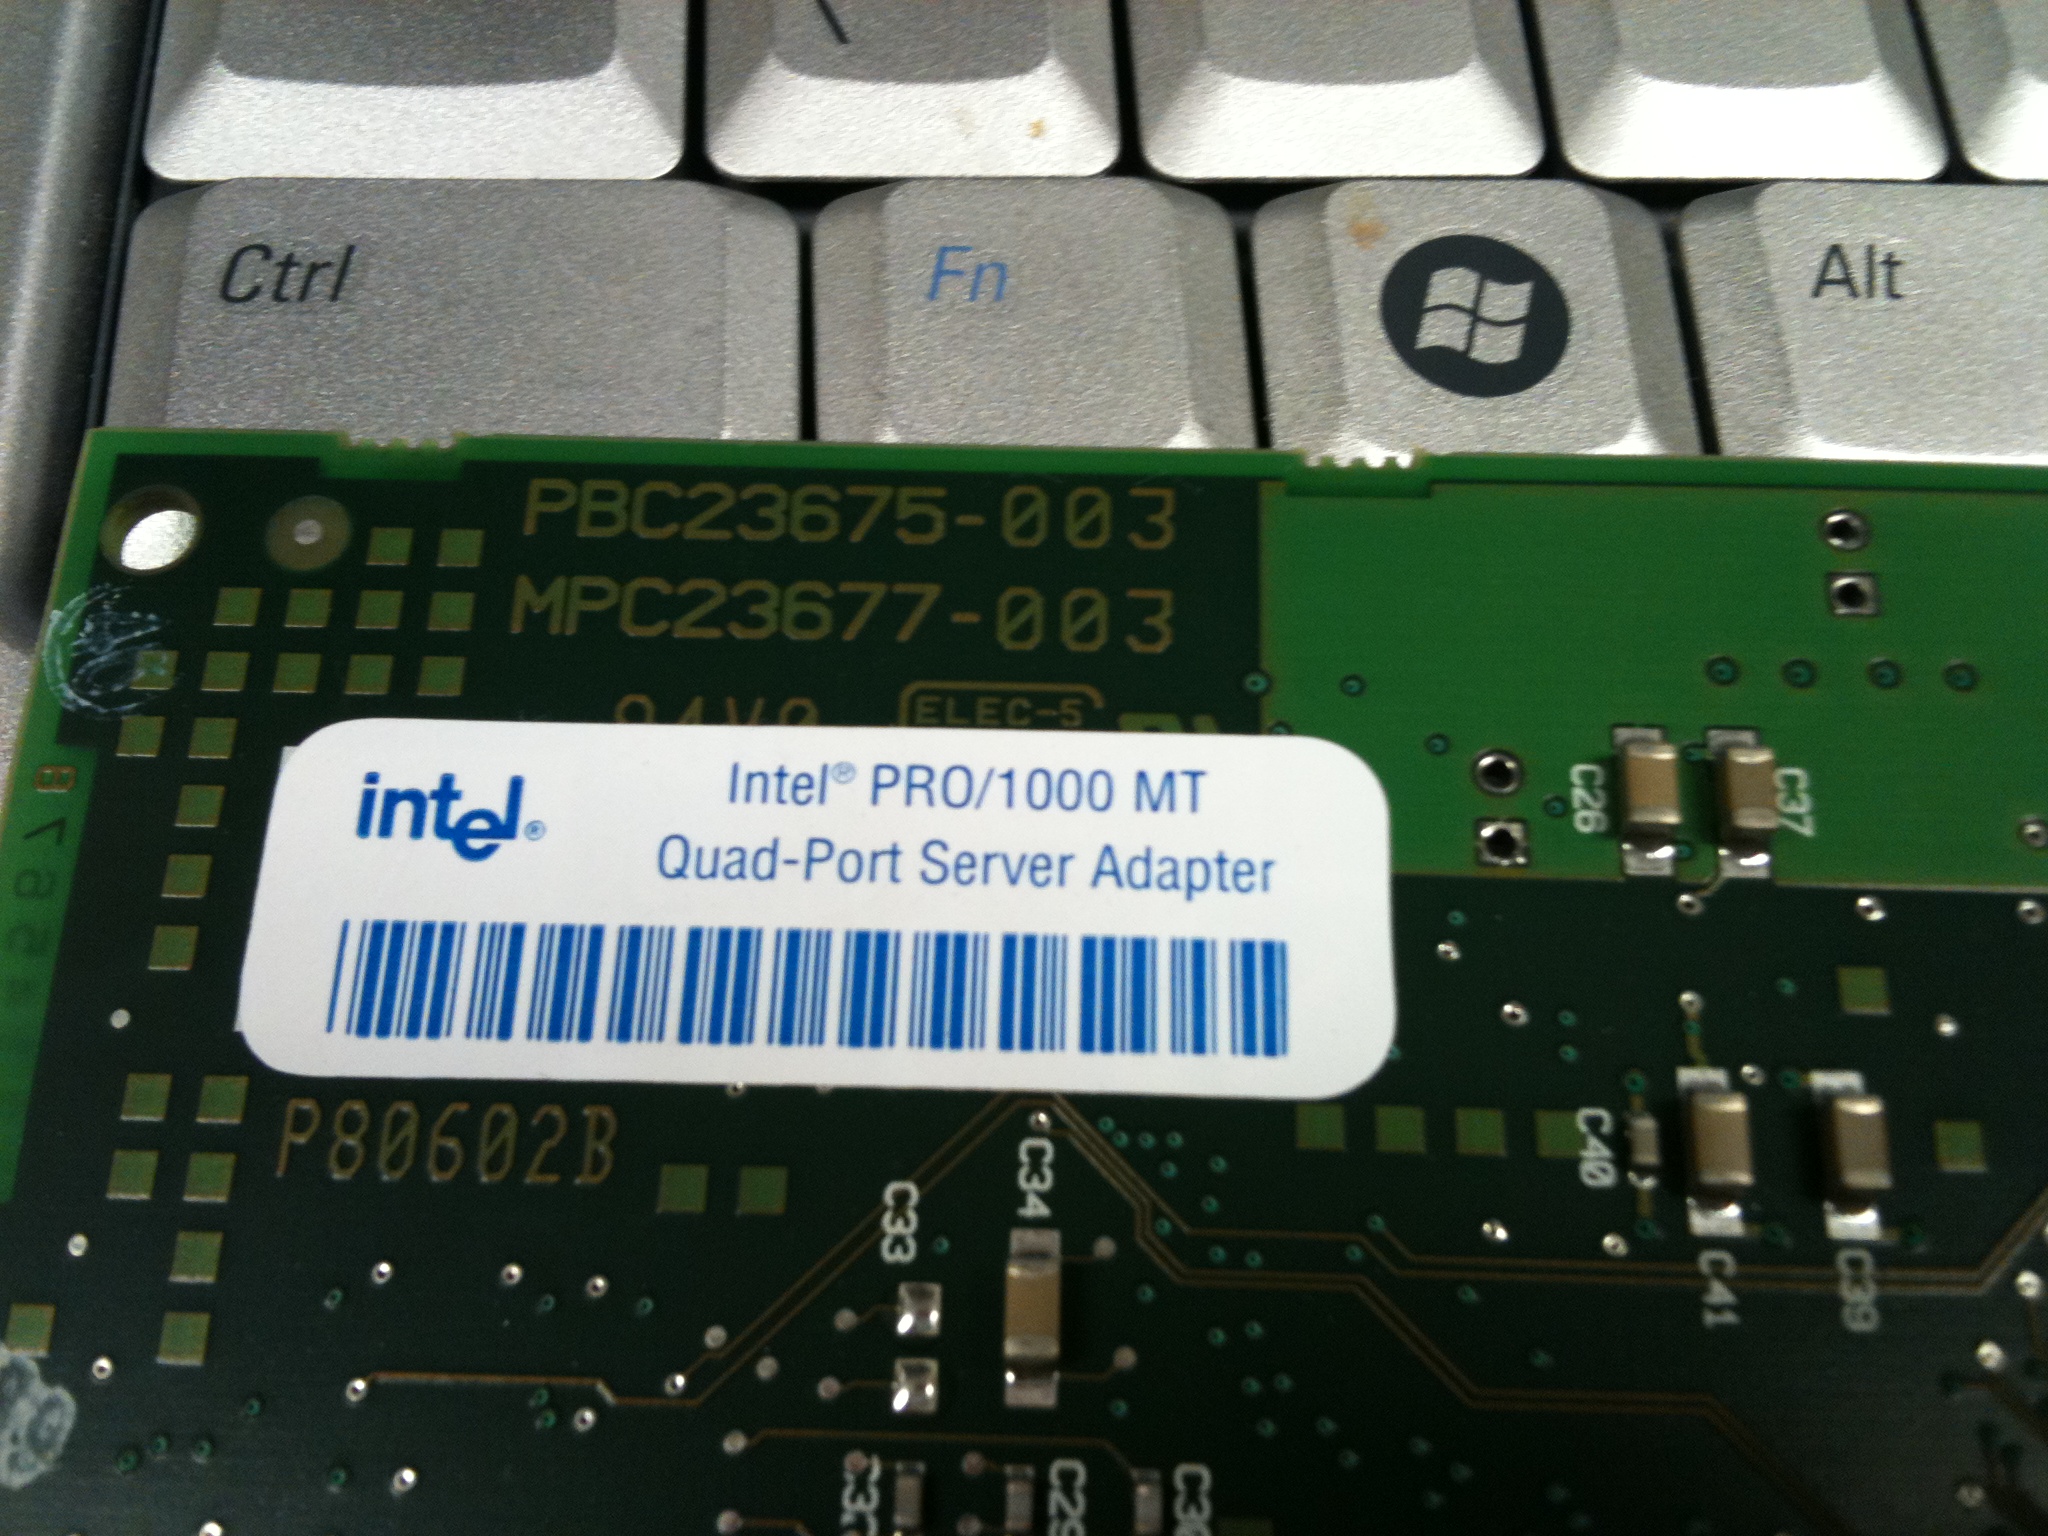 \
Ctrl
Fn
Alt
PBC23675-003
MPC23677-003
94V0
ELEC-5
intel®
Intel® PRO/1000 MT
Quad-Port Server Adapter
P80602B
C26
C37
C40
C41
C39
C34
C33
C29